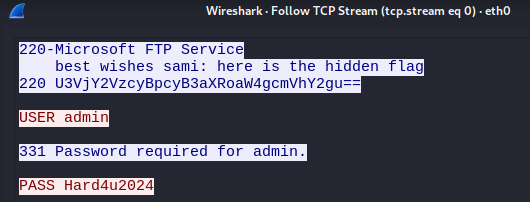 Wireshark · Follow TCP Stream (tcp.stream eq 0) · eth0
220-Microsoft FTP Service
best wishes sami: here is the hidden flag
220 U3VjY2VzcyBpcyB3aXRoaW4gcmVhY2gu==
USER admin
331 Password required for admin.
PASS Hard4u2024